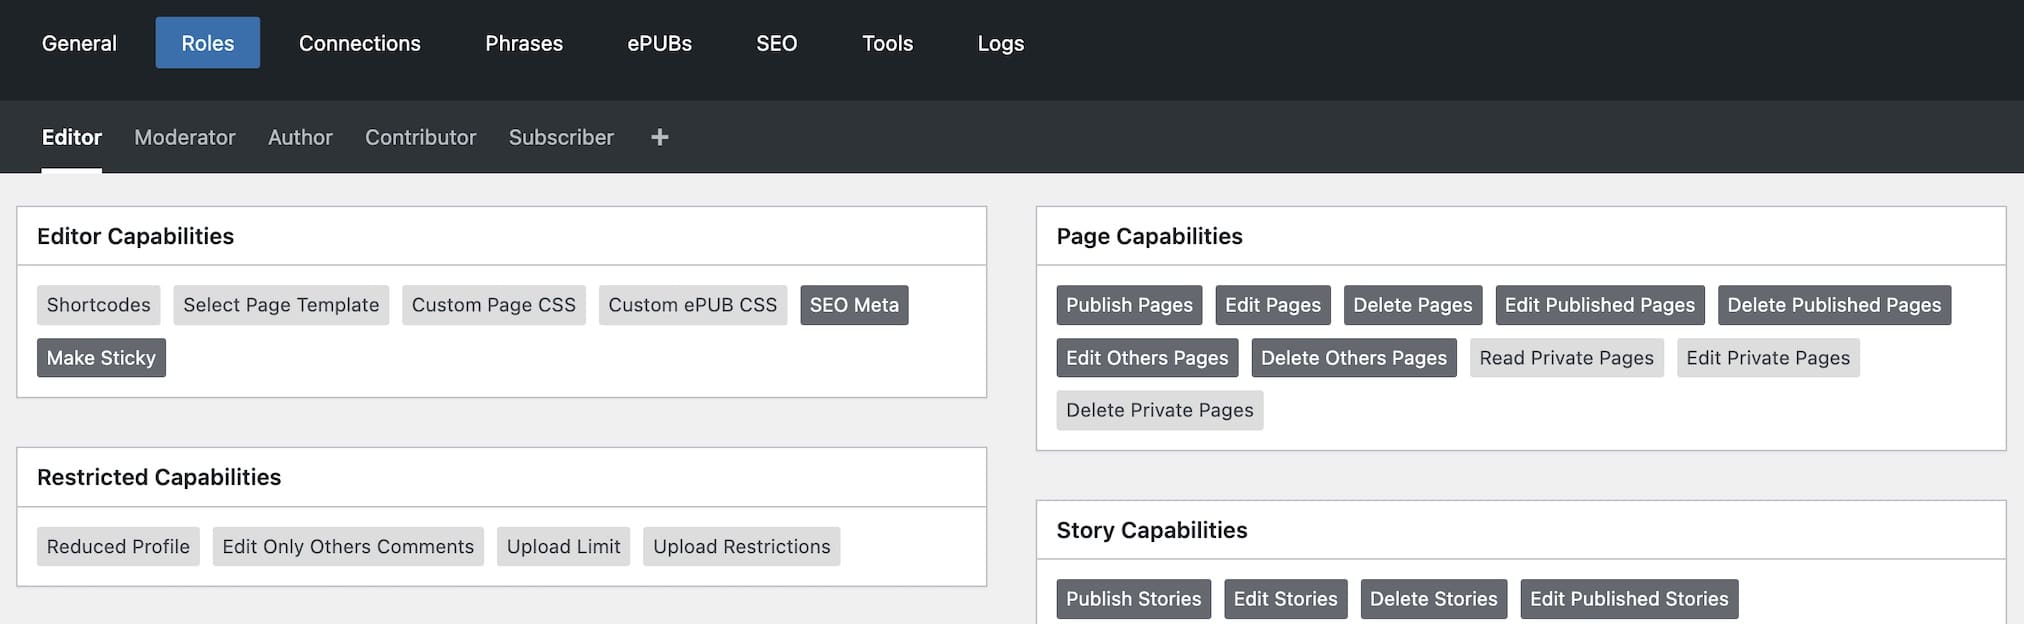 General Roles Connections Phrases ePUBs SEO Tools Logs
Editor Moderator Author Contributor Subscriber +
Editor Capabilities
Shortcodes Select Page Template Custom Page CSS Custom ePUB CSS SEO Meta
Make Sticky
Restricted Capabilities
Reduced Profile Edit Only Others Comments Upload Limit Upload Restrictions
Page Capabilities
Publish Pages Edit Pages Delete Pages Edit Published Pages Delete Published Pages
Edit Others Pages Delete Others Pages Read Private Pages Edit Private Pages
Delete Private Pages
Story Capabilities
Publish Stories Edit Stories Delete Stories Edit Published Stories